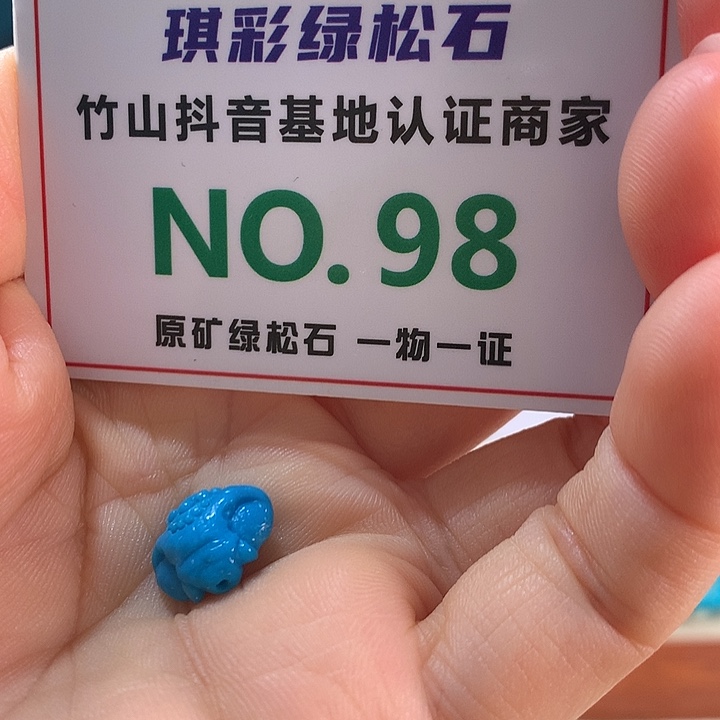 琪彩绿松石
竹山抖音基地认证商家
NO.98
原矿绿松石 一物一证